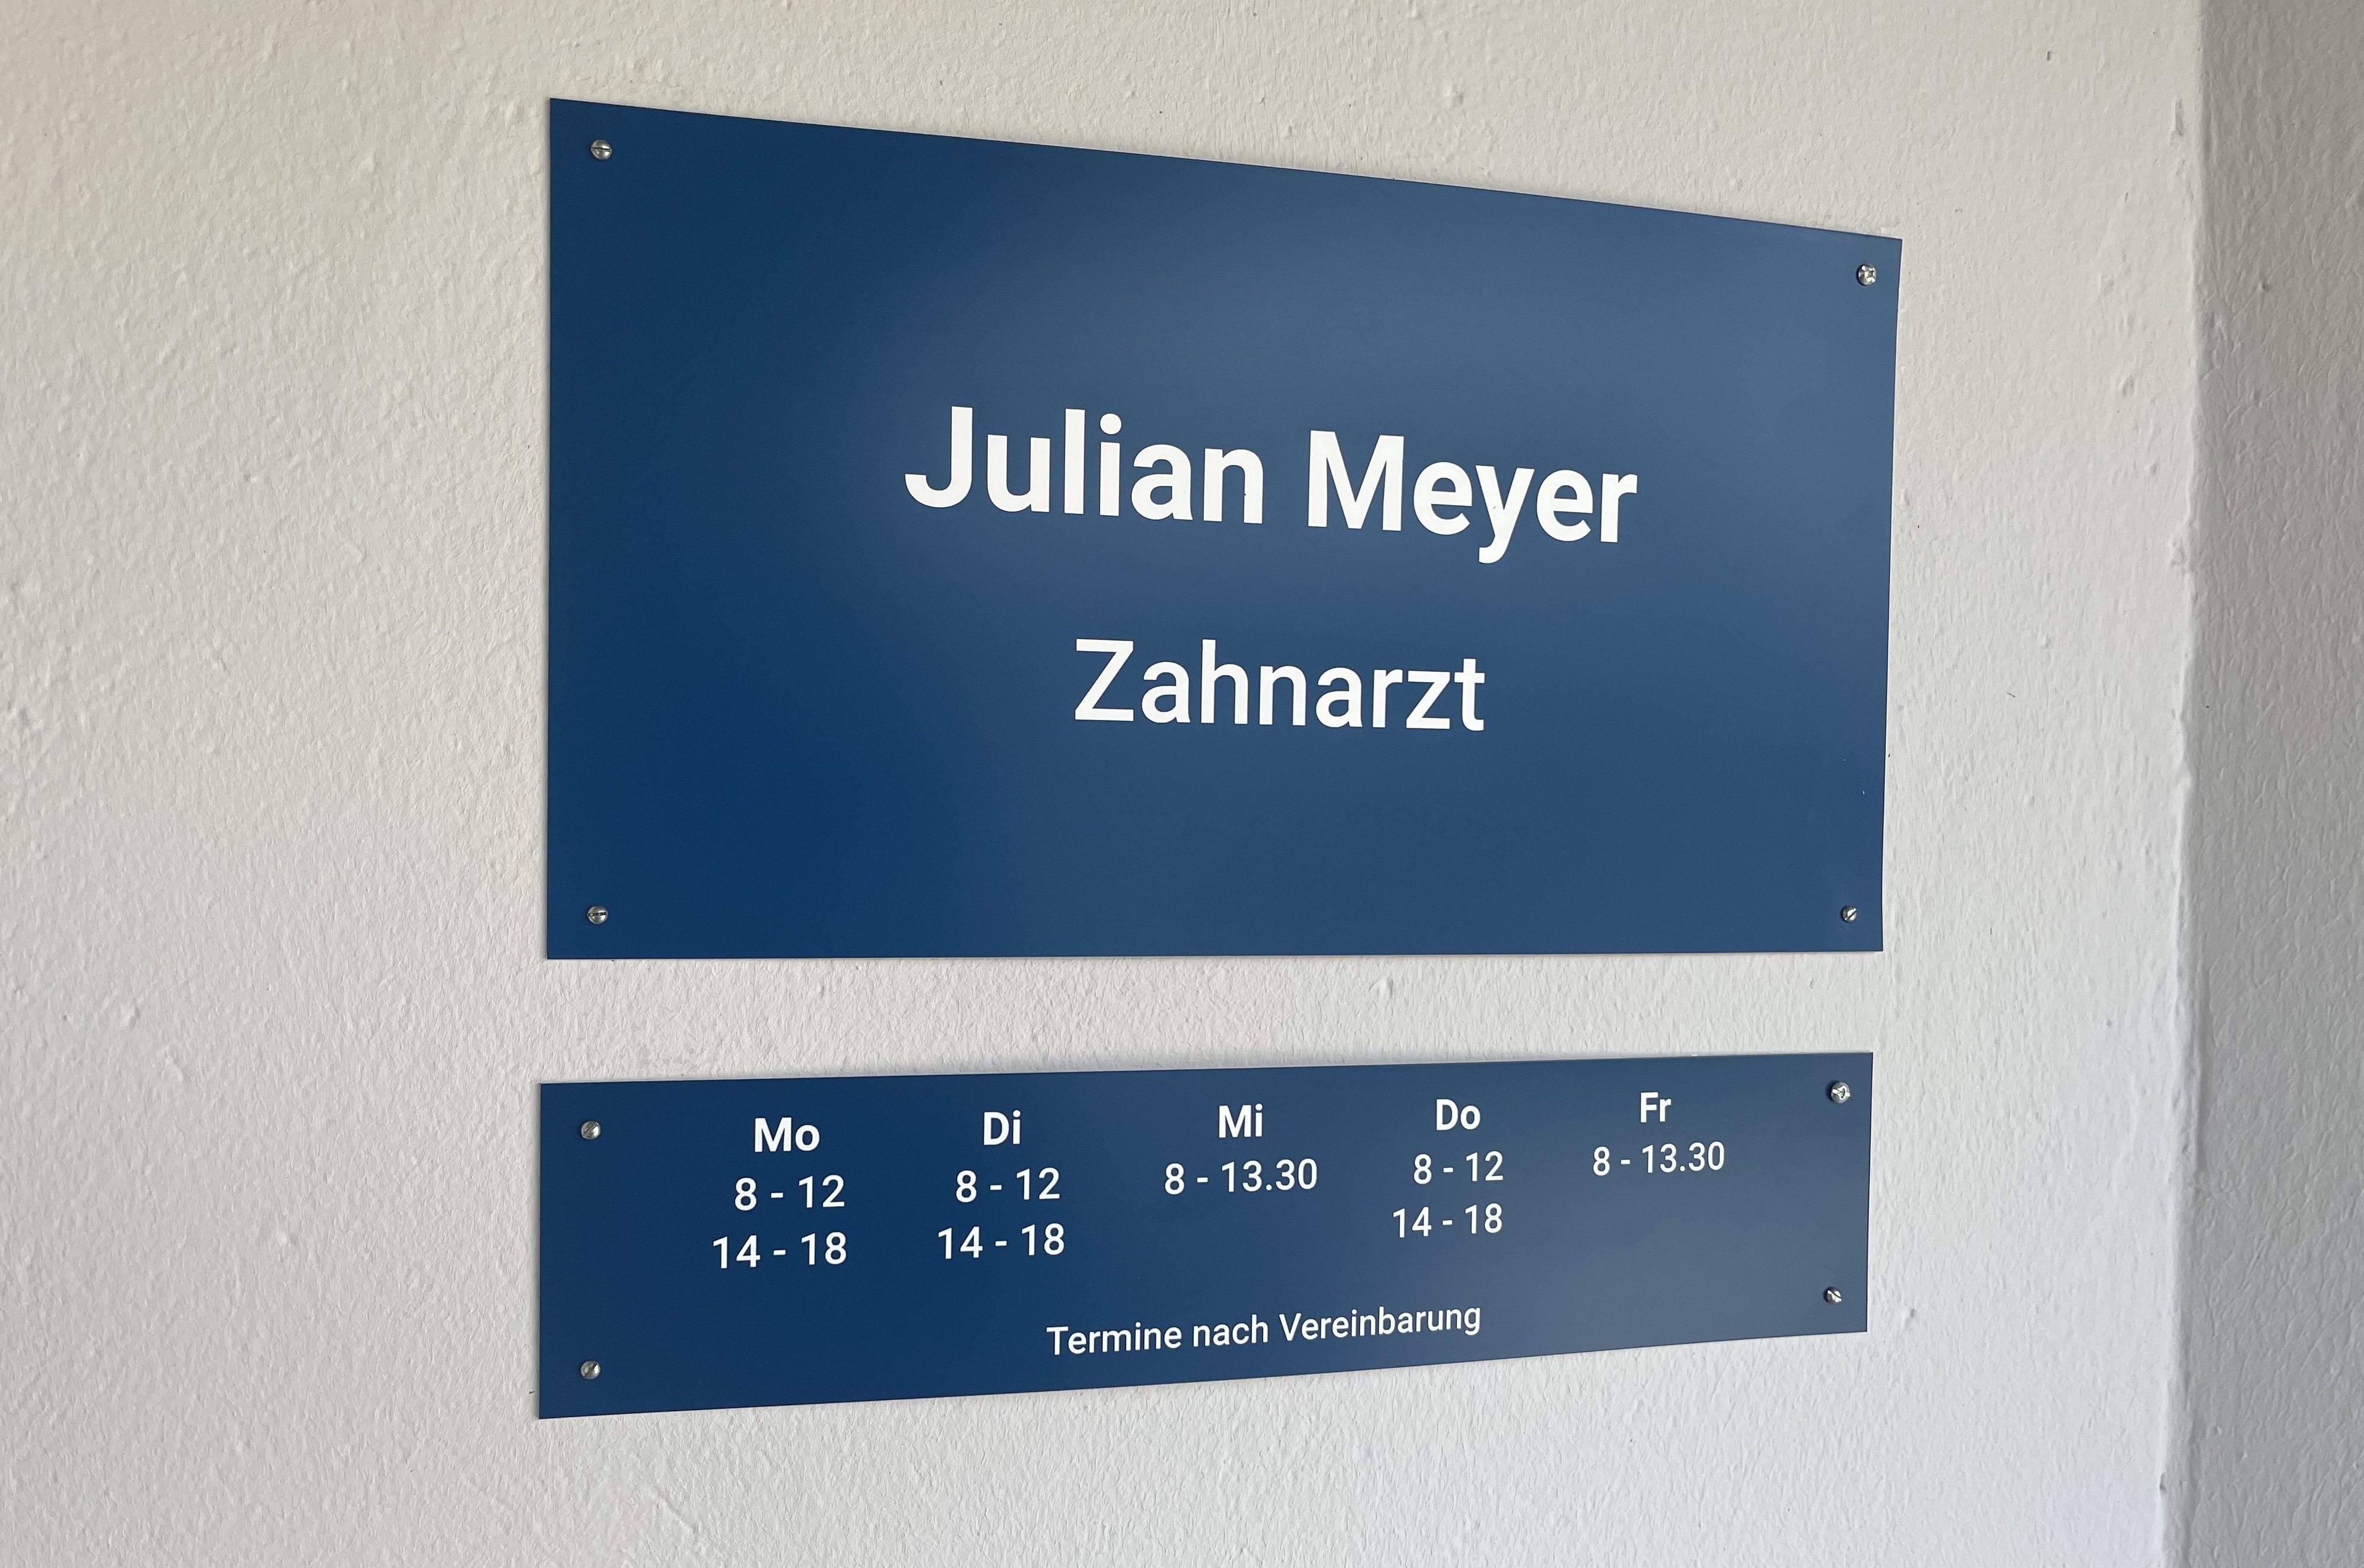 Julian Meyer
Zahnarzt
Mo Di Mi Do Fr
8 - 12 8 - 12 8 - 13.30 8 - 12 8 - 13.30
14 - 18 14 - 18 14 - 18
Termine nach Vereinbarung